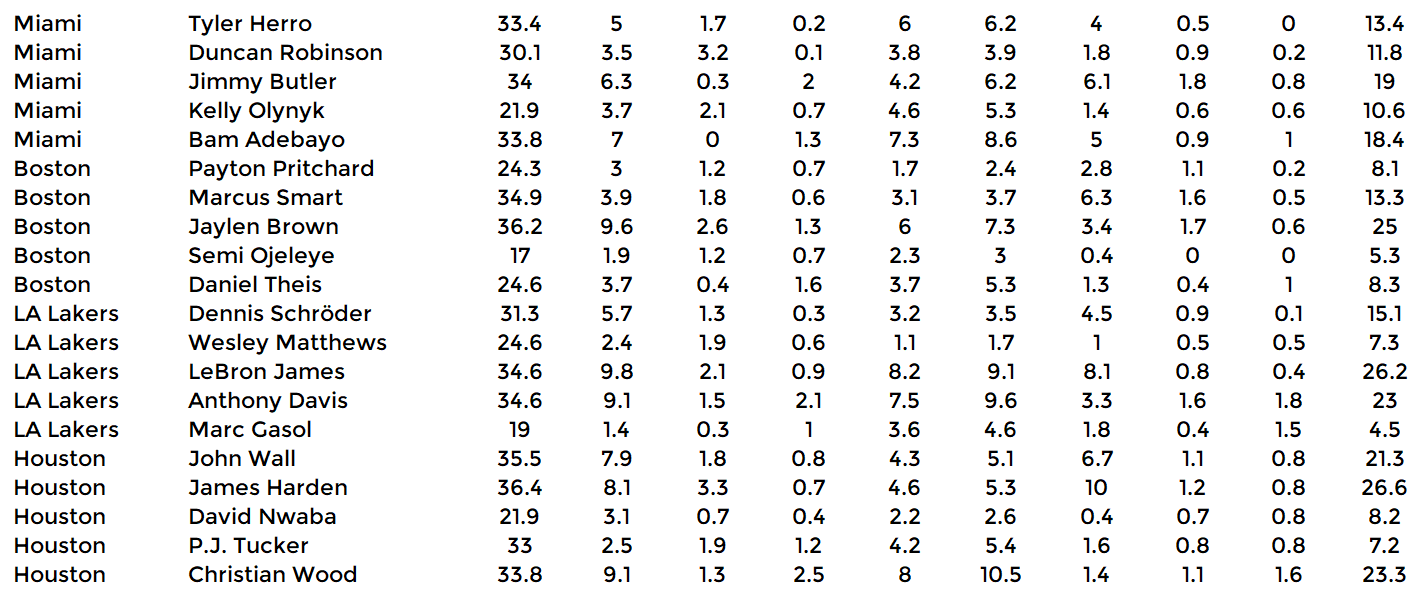 Miami Tyler Herro 33.4 5 1.7 0.2 6 6.2 4 0.5 0 13.4
Miami Duncan Robinson 30.1 3.5 3.2 0.1 3.8 3.9 1.8 0.9 0.2 11.8
Miami Jimmy Butler 34 6.3 0.3 2 4.2 6.2 6.1 1.8 0.8 19
Miami Kelly Olynyk 21.9 3.7 2.1 0.7 4.6 5.3 1.4 0.6 0.6 10.6
Miami Bam Adebayo 33.8 7 0 1.3 7.3 8.6 5 0.9 1 18.4
Boston Payton Pritchard 24.3 3 1.2 0.7 1.7 2.4 2.8 1.1 0.2 8.1
Boston Marcus Smart 34.9 3.9 1.8 0.6 3.1 3.7 6.3 1.6 0.5 13.3
Boston Jaylen Brown 36.2 9.6 2.6 1.3 6 7.3 3.4 1.7 0.6 25
Boston Semi Ojeleye 17 1.9 1.2 0.7 2.3 3 0.4 0 0 5.3
Boston Daniel Theis 24.6 3.7 0.4 1.6 3.7 5.3 1.3 0.4 1 8.3
LA Lakers Dennis Schröder 31.3 5.7 1.3 0.3 3.2 3.5 4.5 0.9 0.1 15.1
LA Lakers Wesley Matthews 24.6 2.4 1.9 0.6 1.1 1.7 1 0.5 0.5 7.3
LA Lakers LeBron James 34.6 9.8 2.1 0.9 8.2 9.1 8.1 0.8 0.4 26.2
LA Lakers Anthony Davis 34.6 9.1 1.5 2.1 7.5 9.6 3.3 1.6 1.8 23
LA Lakers Marc Gasol 19 1.4 0.3 1 3.6 4.6 1.8 0.4 1.5 4.5
Houston John Wall 35.5 7.9 1.8 0.8 4.3 5.1 6.7 1.1 0.8 21.3
Houston James Harden 36.4 8.1 3.3 0.7 4.6 5.3 10 1.2 0.8 26.6
Houston David Nwaba 21.9 3.1 0.7 0.4 2.2 2.6 0.4 0.7 0.8 8.2
Houston P.J. Tucker 33 2.5 1.9 1.2 4.2 5.4 1.6 0.8 0.8 7.2
Houston Christian Wood 33.8 9.1 1.3 2.5 8 10.5 1.4 1.1 1.6 23.3